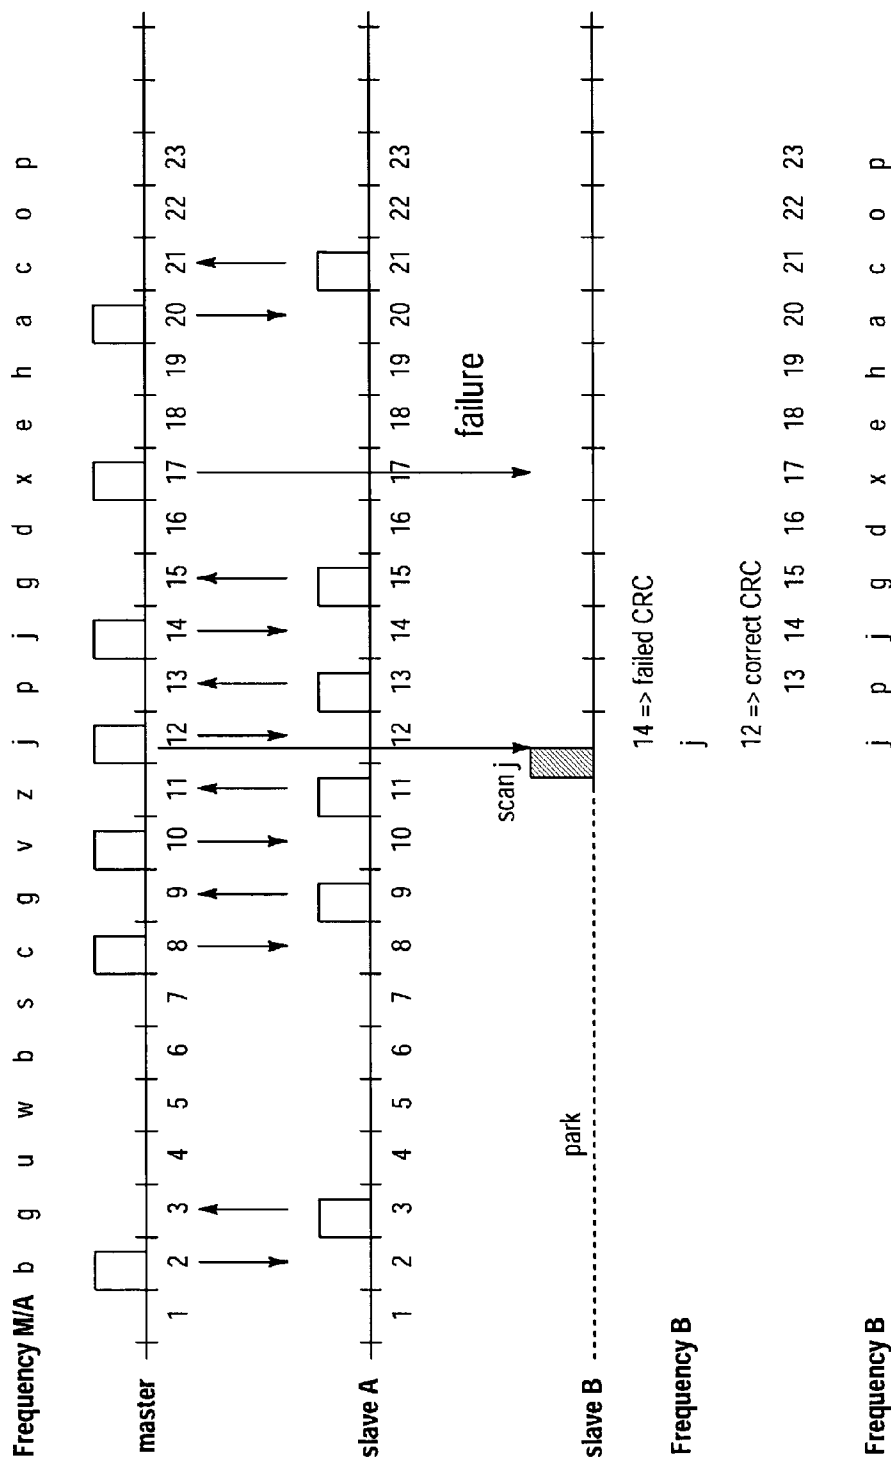 Frequency M/A b g u w b s c g v z j p j g d x e h a c o p
master
1 2 3 4 5 6 7 8 9 10 11 12 13 14 15 16 17 18 19 20 21 22 23
slave A
1 2 3 4 5 6 7 8 9 10 11 12 13 14 15 16 17 18 19 20 21 22 23
failure
scan j
park
slave B
14 => failed CRC
Frequency B j
12 => correct CRC
13 14 15 16 17 18 19 20 21 22 23
Frequency B j p j g d x e h a c o p